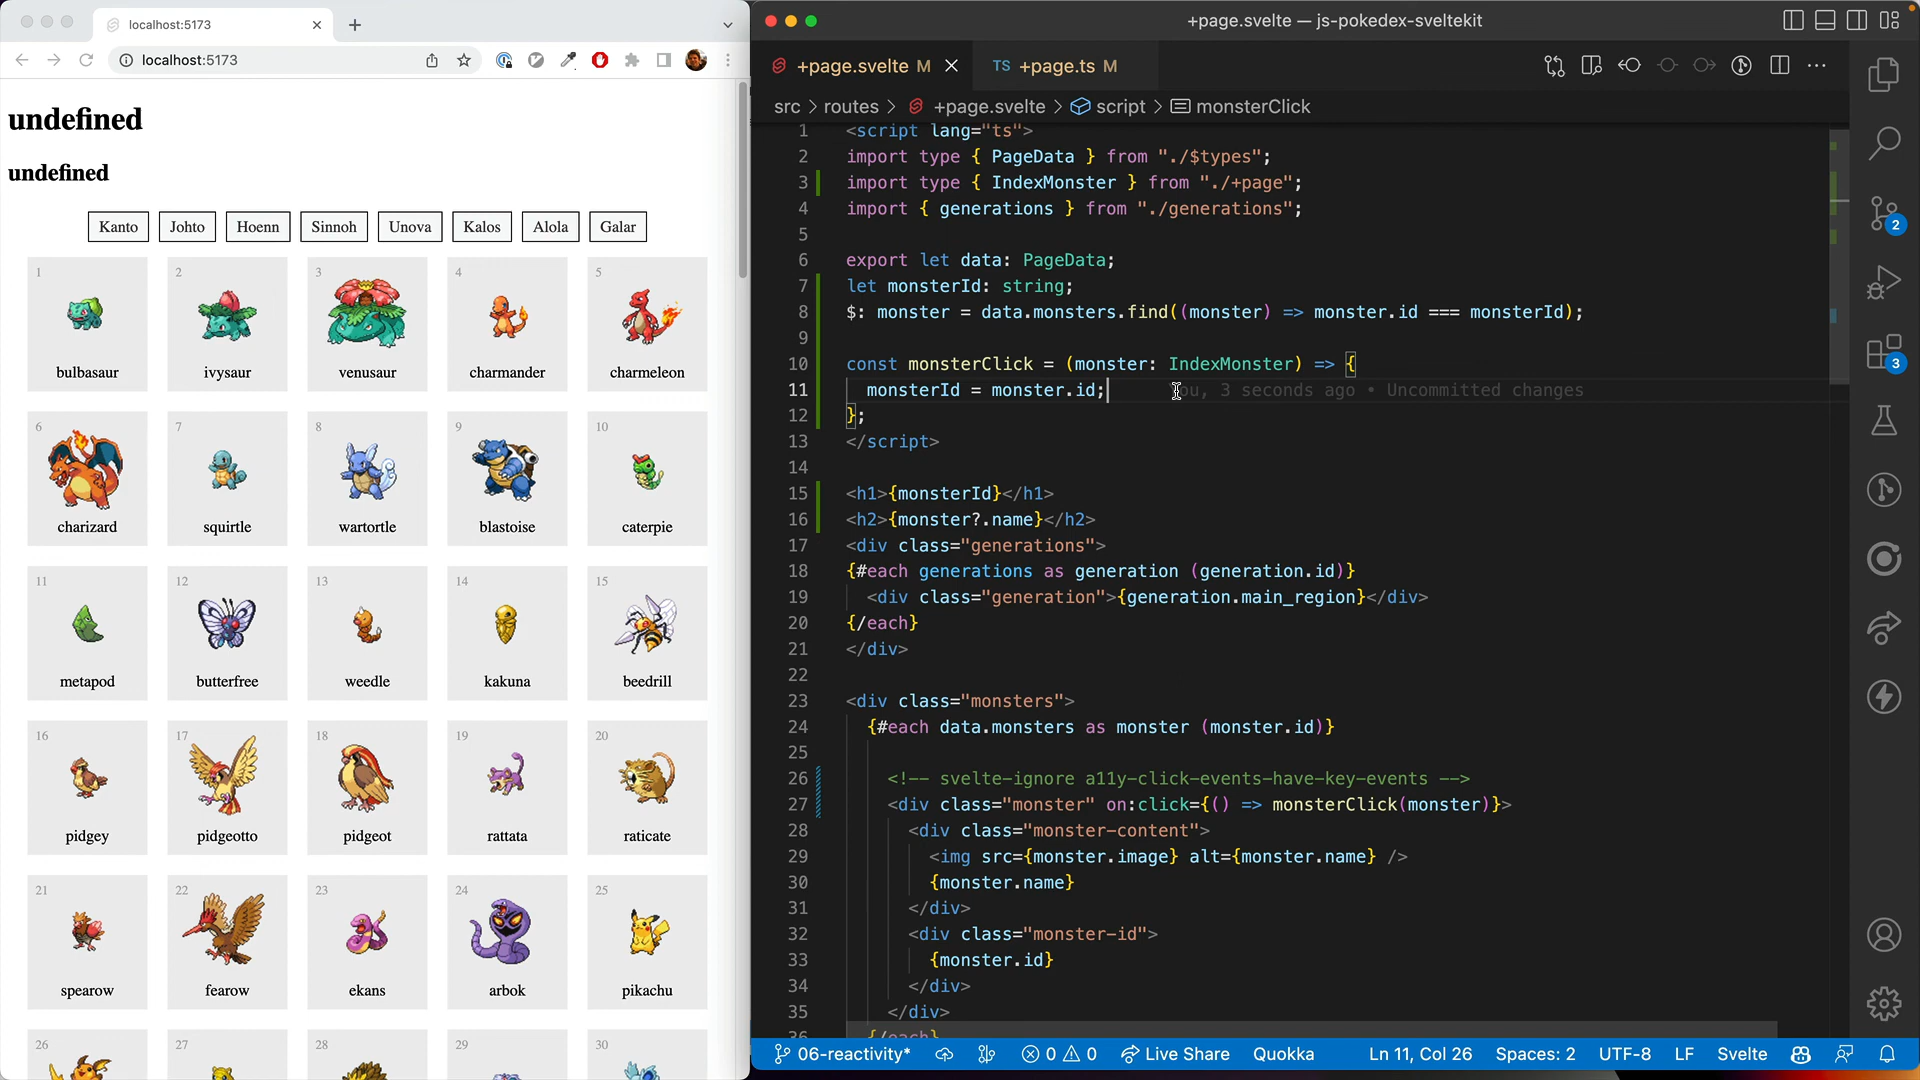 localhost:5173
localhost:5173
undefined
undefined
Kanto Johto Hoenn Sinnoh Unova Kalos Alola Galar
1 2 3 4 5
bulbasaur ivysaur venusaur charmander charmeleon
6 7 8 9 10
charizard squirtle wartortle blastoise caterpie
11 12 13 14 15
metapod butterfree weedle kakuna beedrill
16 17 18 19 20
pidgey pidgeotto pidgeot rattata raticate
21 22 23 24 25
spearow fearow ekans arbok pikachu
26 27 28 29 30
+page.svelte — js-pokedex-sveltekit
+page.svelte M TS +page.ts M
src > routes > +page.svelte > script > monsterClick
1 <script lang="ts">
2 import type { PageData } from "./$types";
3 import type { IndexMonster } from "./+page";
4 import { generations } from "./generations";
5
6 export let data: PageData;
7 let monsterId: string;
8 $: monster = data.monsters.find((monster) => monster.id === monsterId);
9
10 const monsterClick = (monster: IndexMonster) => {
11 monsterId = monster.id; You, 3 seconds ago • Uncommitted changes
12 };
13 </script>
14
15 <h1>{monsterId}</h1>
16 <h2>{monster?.name}</h2>
17 <div class="generations">
18 {#each generations as generation (generation.id)}
19 <div class="generation">{generation.main_region}</div>
20 {/each}
21 </div>
22
23 <div class="monsters">
24 {#each data.monsters as monster (monster.id)}
25
26 <!-- svelte-ignore a11y-click-events-have-key-events -->
27 <div class="monster" on:click={() => monsterClick(monster)}>
28 <div class="monster-content">
29 <img src={monster.image} alt={monster.name} />
30 {monster.name}
31 </div>
32 <div class="monster-id">
33 {monster.id}
34 </div>
35 </div>
36 {/each}
2
3
06-reactivity* 0 0 Live Share Quokka Ln 11, Col 26 Spaces: 2 UTF-8 LF Svelte